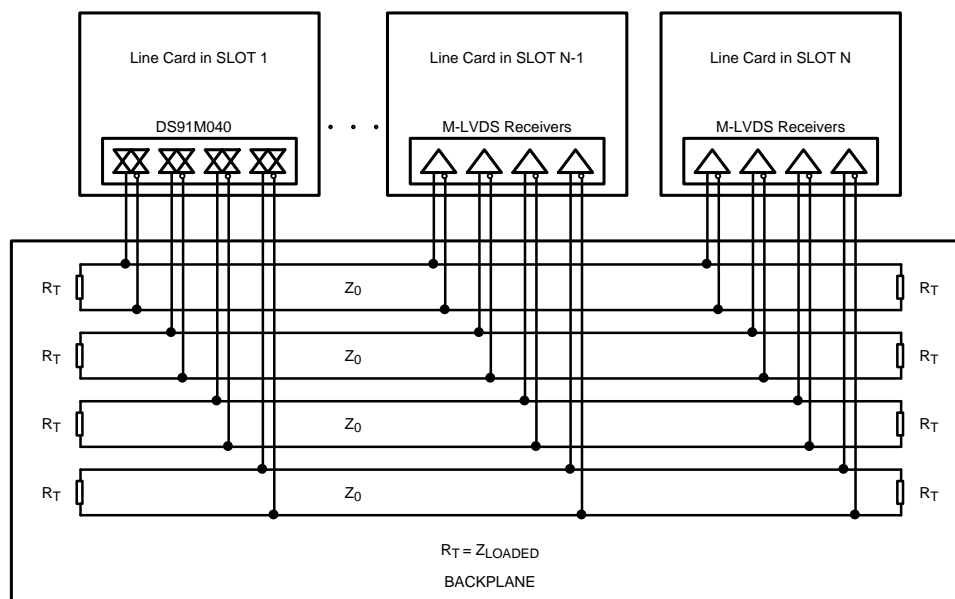 Line Card in SLOT 1
Line Card in SLOT N-1
Line Card in SLOT N
DS91M040
. . .
M-LVDS Receivers
M-LVDS Receivers
RT
Z0
RT
RT
Z0
RT
RT
Z0
RT
RT
Z0
RT
RT = ZLOADED
BACKPLANE